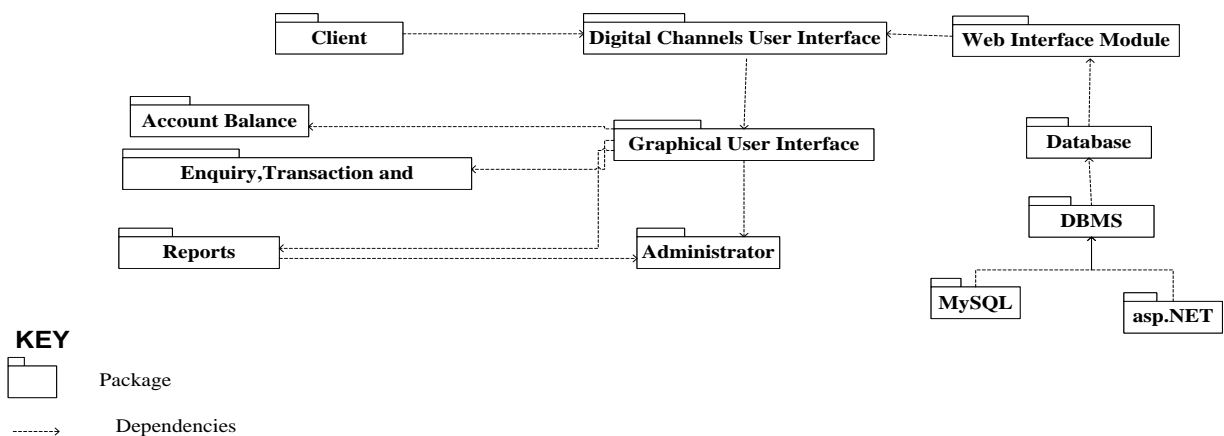 Client
Digital Channels User Interface
Web Interface Module
Account Balance
Graphical User Interface
Database
Enquiry,Transaction and
DBMS
Reports
Administrator
MySQL
asp.NET
KEY
Package
Dependencies